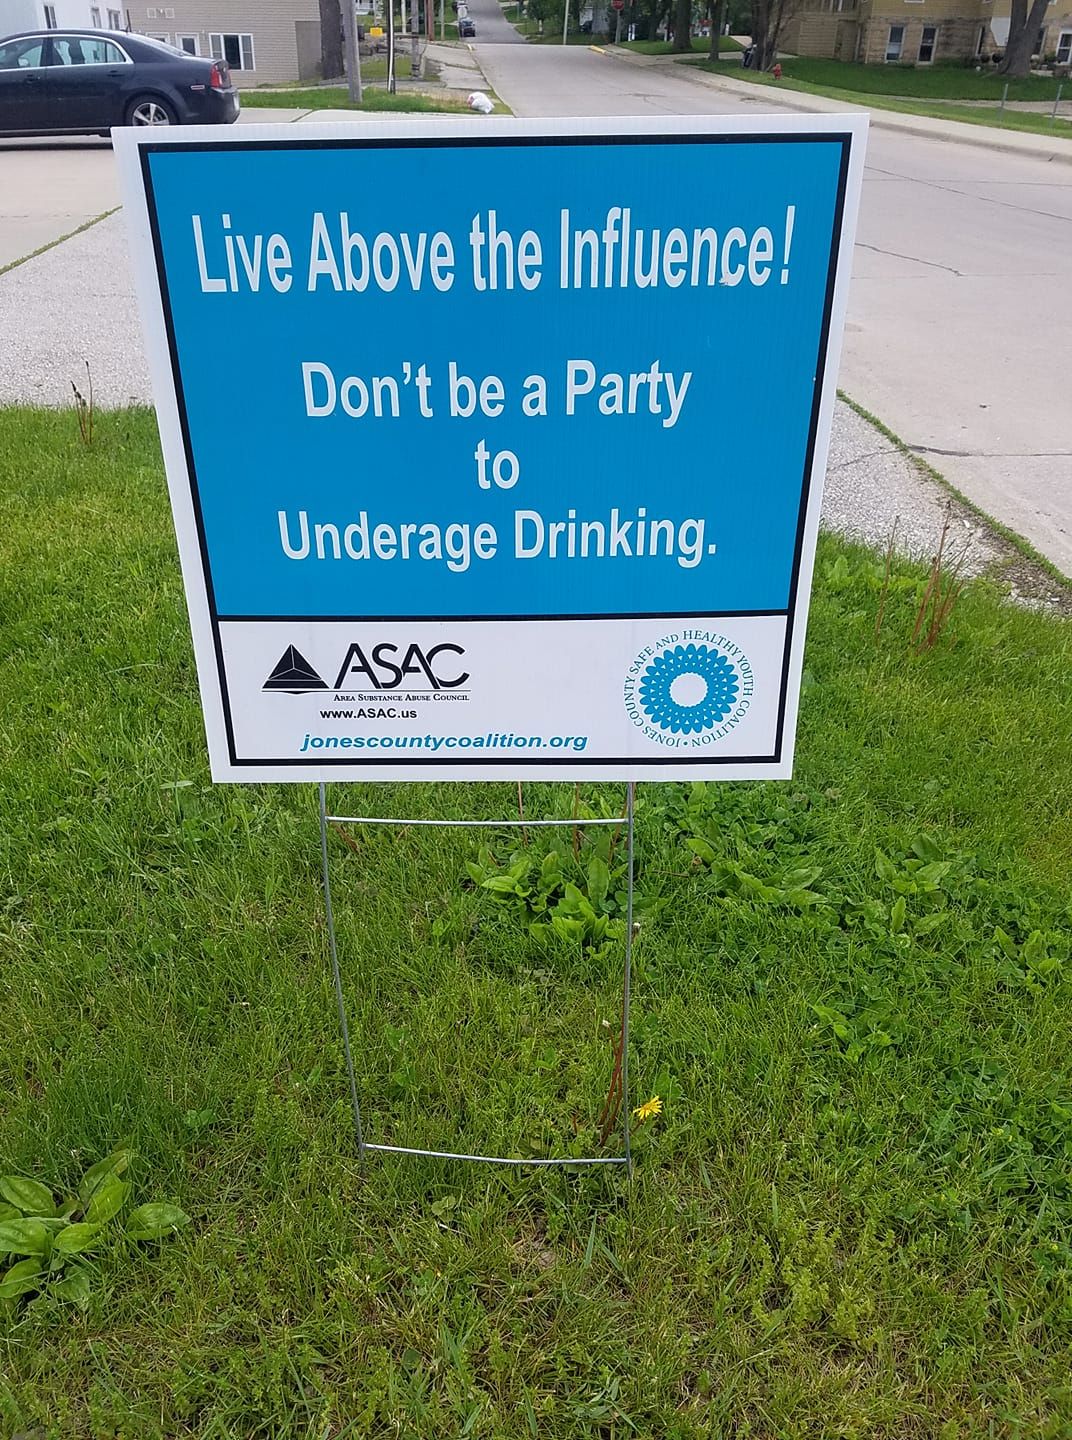 Live Above the Influence!
Don't be a Party
to
Underage Drinking.
ASAC
AREA SUBSTANCE ABUSE COUNCIL
www.ASAC.us
jonescountycoalition.org
JONES COUNTY SAFE AND HEALTHY YOUTH COALITION •